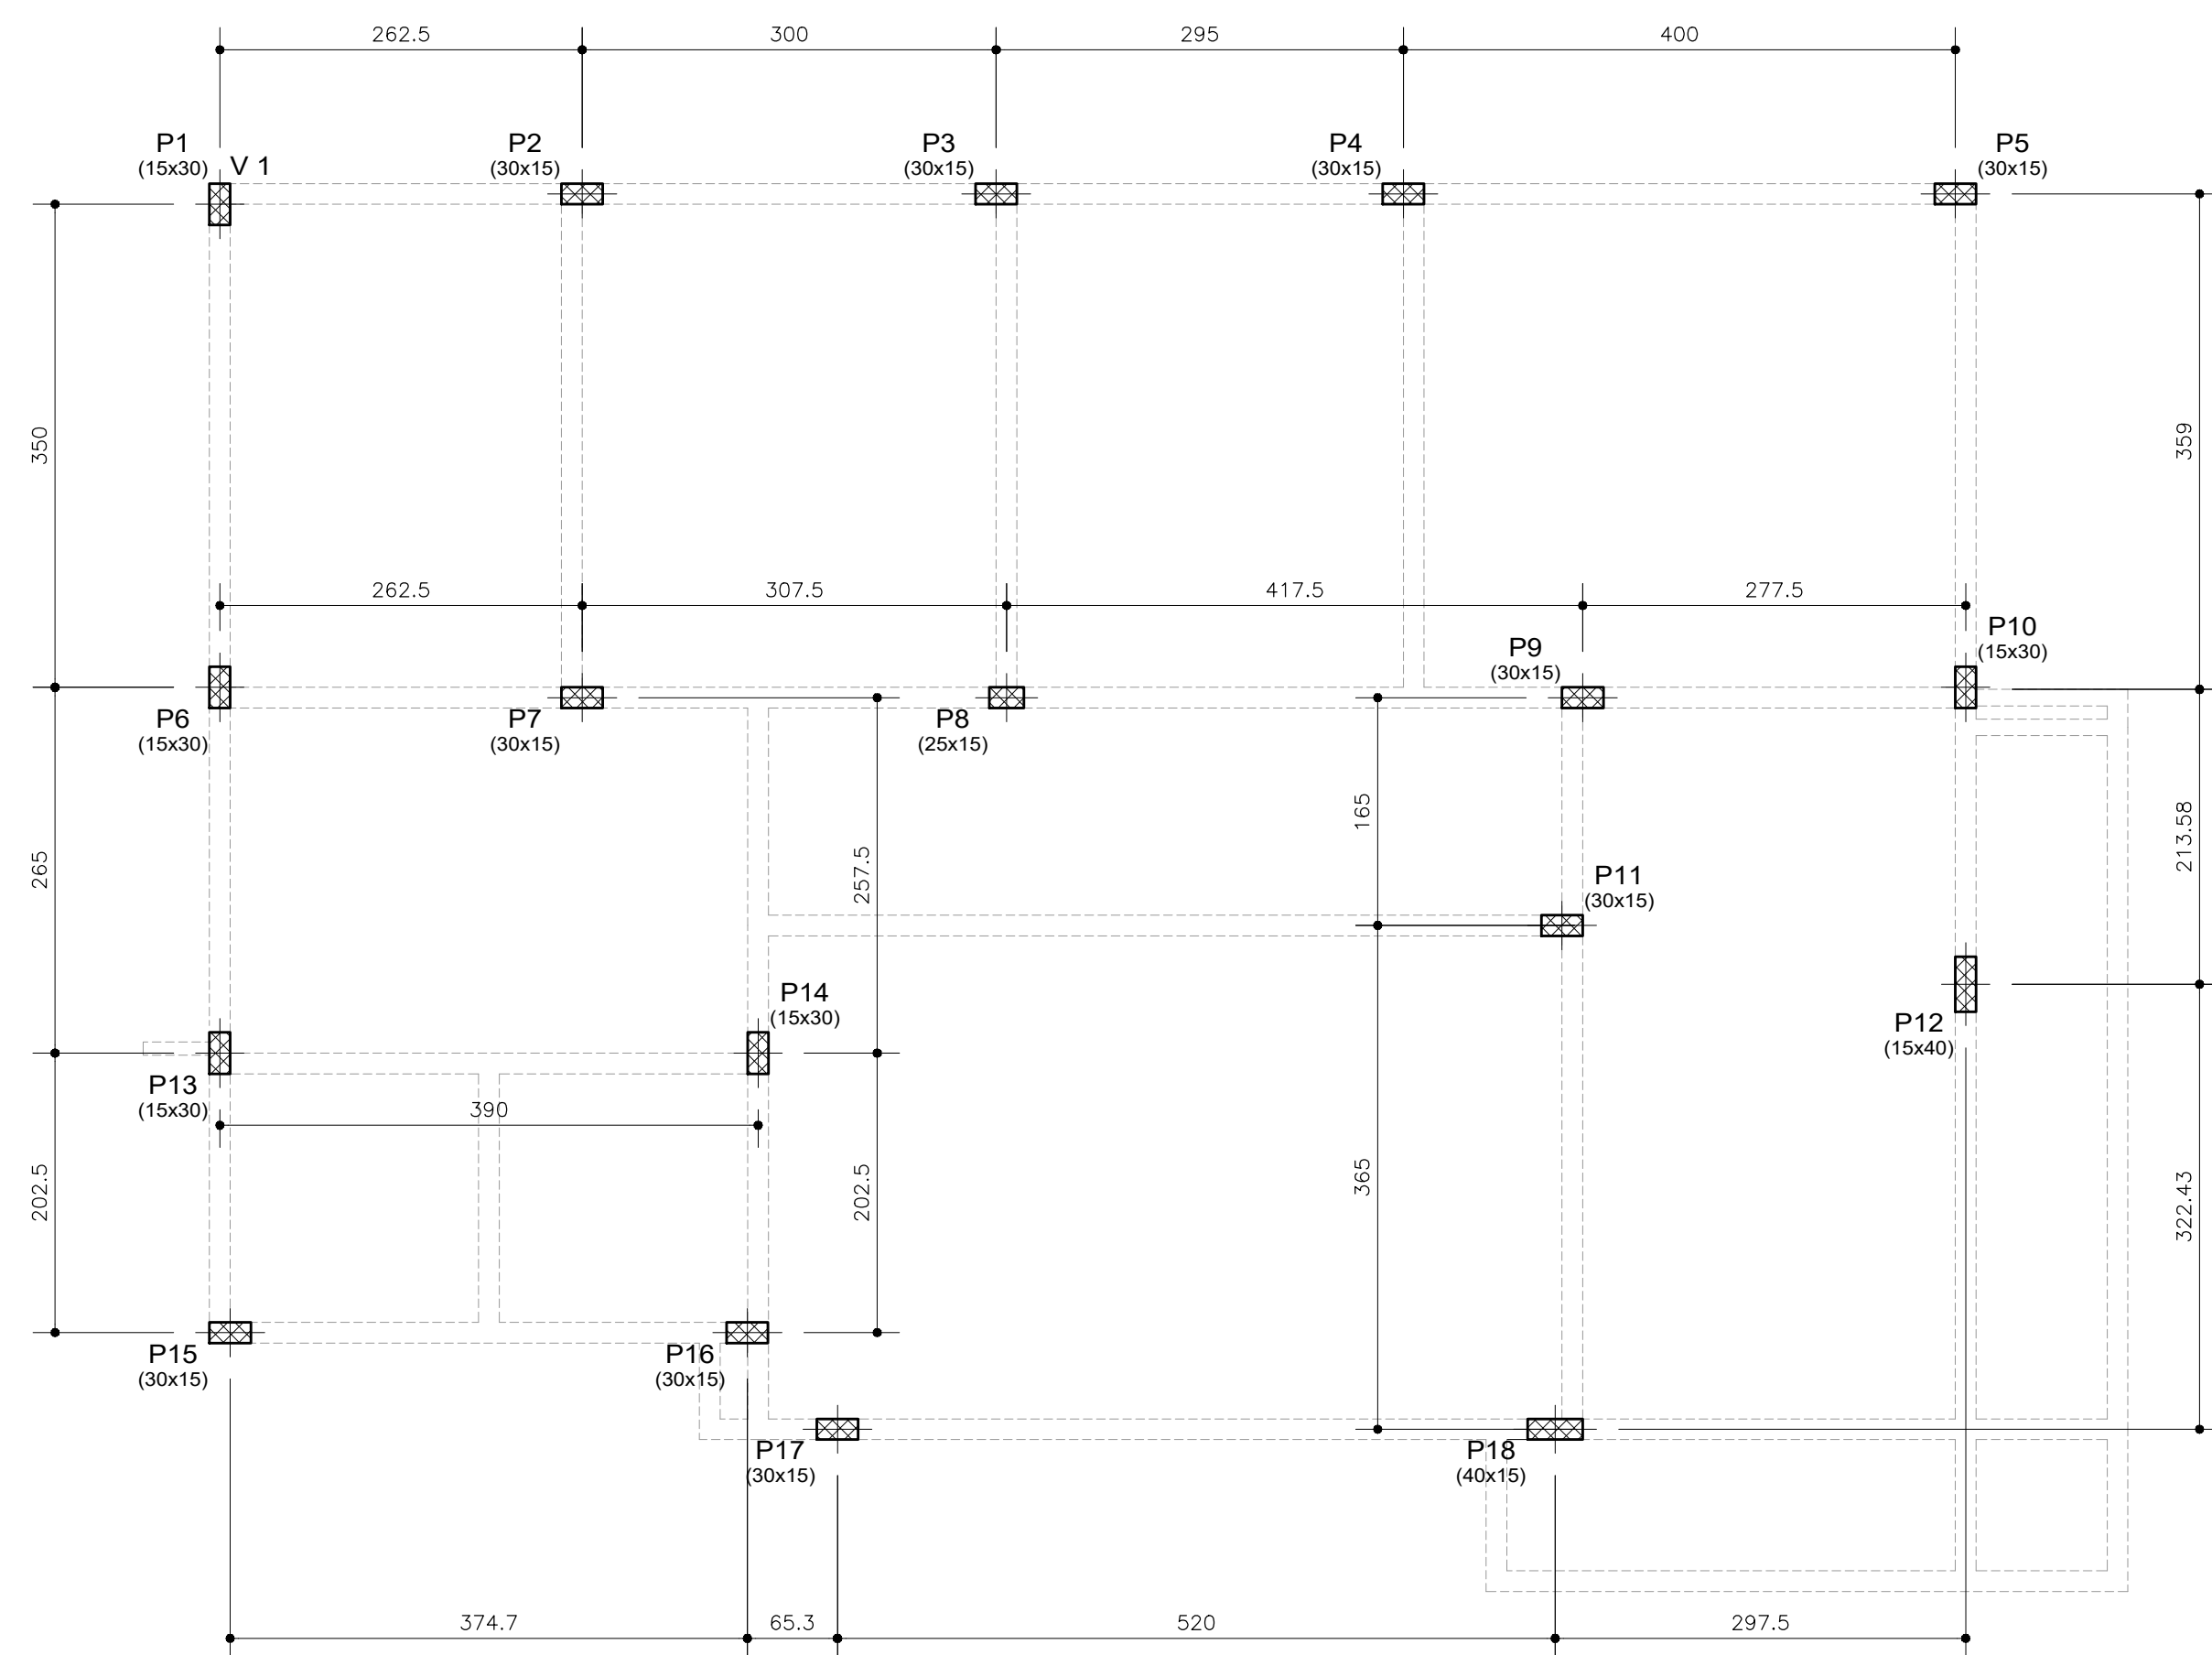 262.5
300
295
400
P1
(15x30)
V 1
P2
(30x15)
P3
(30x15)
P4
(30x15)
P5
(30x15)
350
359
262.5
307.5
417.5
277.5
P6
(15x30)
P7
(30x15)
P8
(25x15)
P9
(30x15)
P10
(15x30)
265
257.5
165
213.58
P11
(30x15)
P12
(15x40)
P13
(15x30)
P14
(15x30)
390
202.5
202.5
365
322.43
P15
(30x15)
P16
(30x15)
P17
(30x15)
P18
(40x15)
374.7
65.3
520
297.5